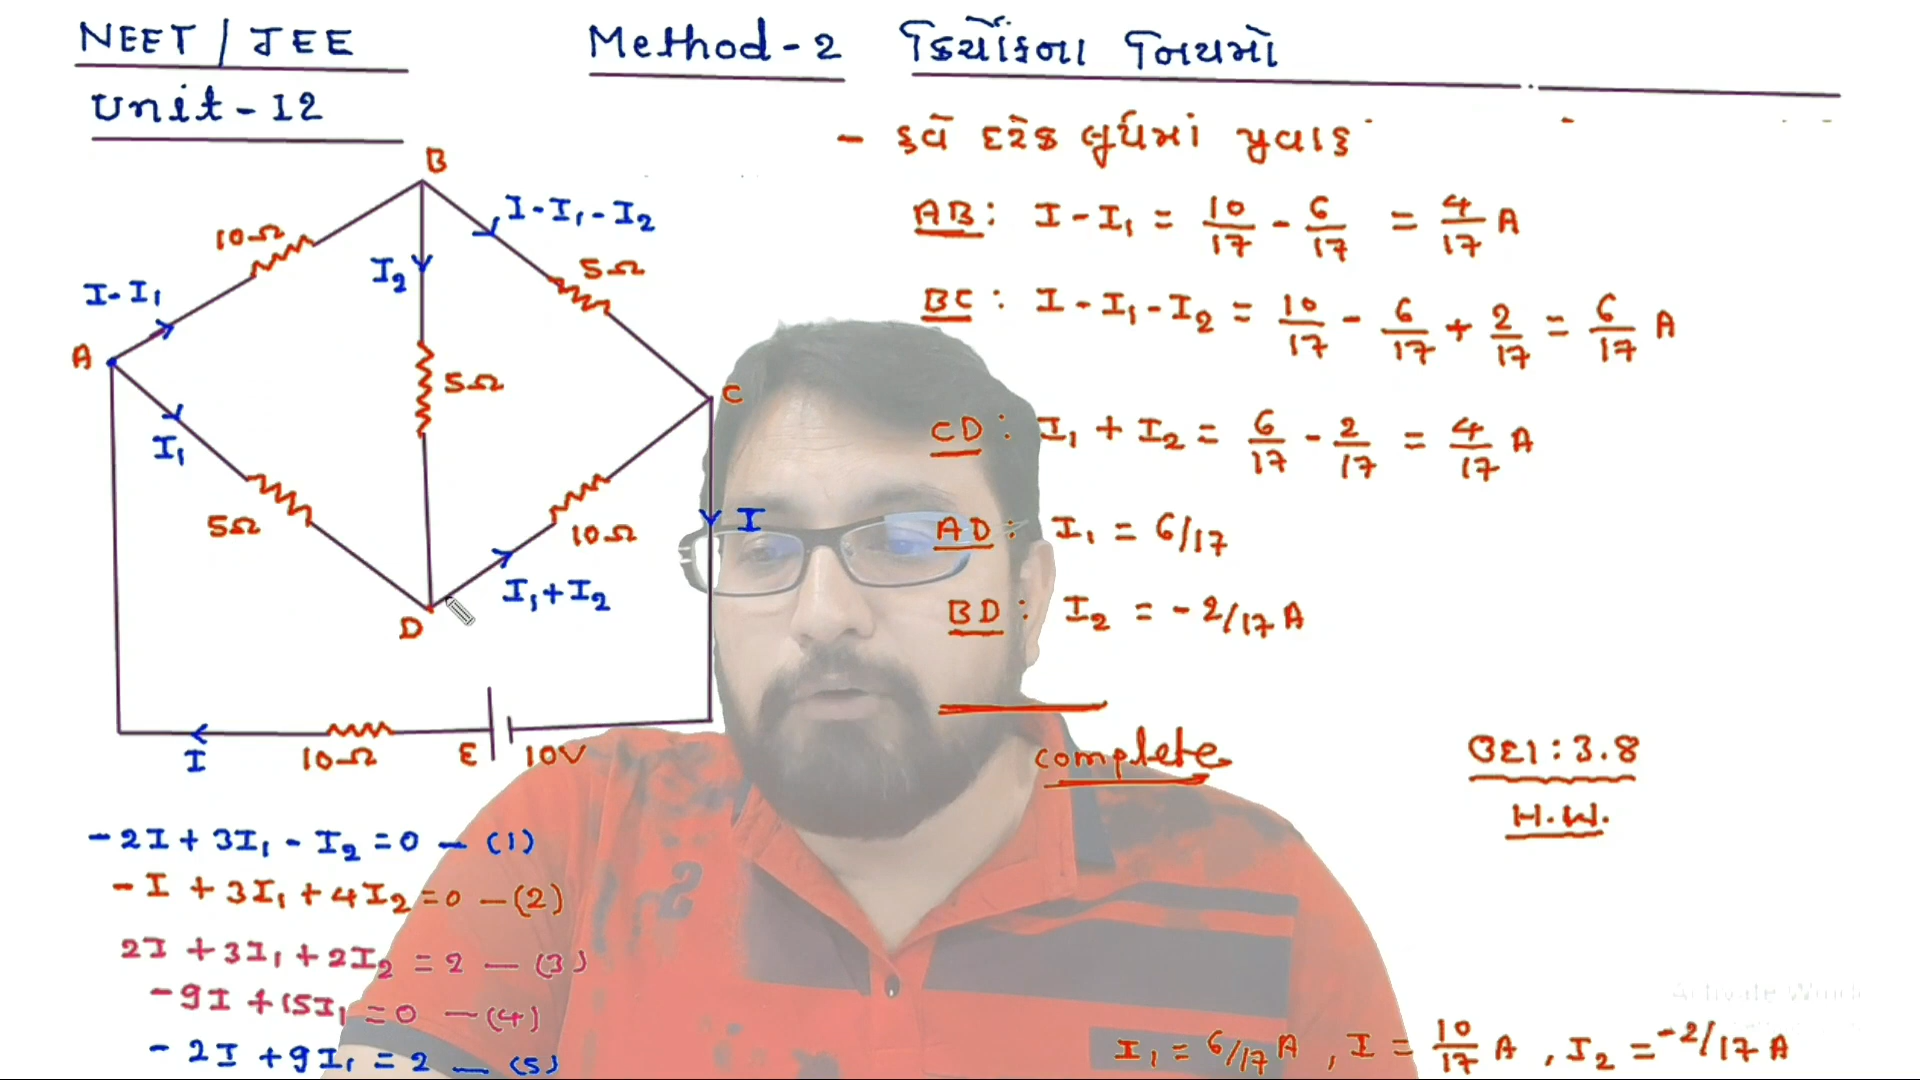 NEET / JEE
Unit - 12
Method - 2 કિર્ચોફના નિયમો
- હવે દરેક લૂપમાં પ્રવાહ
AB : I - I₁ = 10/17 - 6/17 = 4/17 A
BC : I - I₁ - I₂ = 10/17 - 6/17 + 2/17 = 6/17 A
CD : I₁ + I₂ = 6/17 - 2/17 = 4/17 A
AD : I₁ = 6/17
BD : I₂ = -2/17 A
complete
QE1 : 3.8
H.W.
B
I - I₁ - I₂
10Ω
5Ω
I₂
I - I₁
A
5Ω
C
I₁
5Ω
10Ω
I
I₁ + I₂
D
I
10Ω
E
10V
-2I + 3I₁ - I₂ = 0 — (1)
- I + 3I₁ + 4I₂ = 0 — (2)
2I + 3I₁ + 2I₂ = 2 — (3)
-9I + 15I₁ = 0 — (4)
- 2I + 9I₁ = 2 — (5)
I₁ = 6/17 A , I = 10/17 A , I₂ = -2/17 A